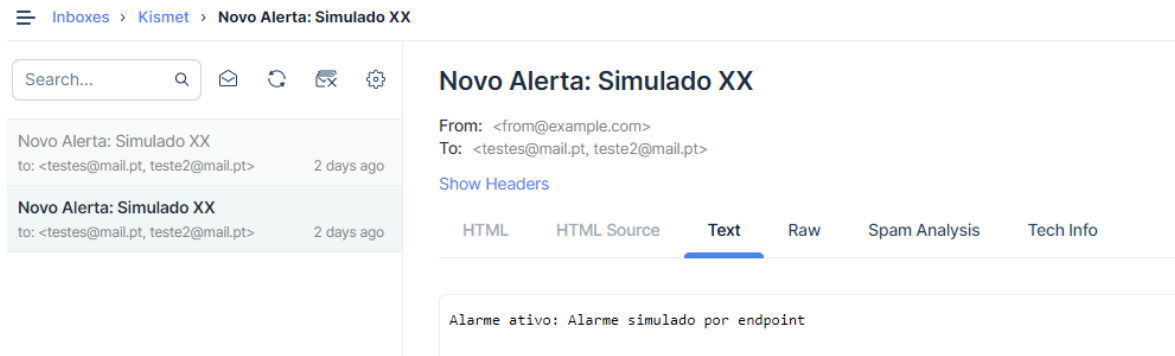 Inboxes > Kismet > Novo Alerta: Simulado XX
Search...
Novo Alerta: Simulado XX
to: <testes@mail.pt, teste2@mail.pt> 2 days ago
Novo Alerta: Simulado XX
to: <testes@mail.pt, teste2@mail.pt> 2 days ago
Novo Alerta: Simulado XX
From: <from@example.com>
To: <testes@mail.pt, teste2@mail.pt>
Show Headers
HTML HTML Source Text Raw Spam Analysis Tech Info
Alarme ativo: Alarme simulado por endpoint